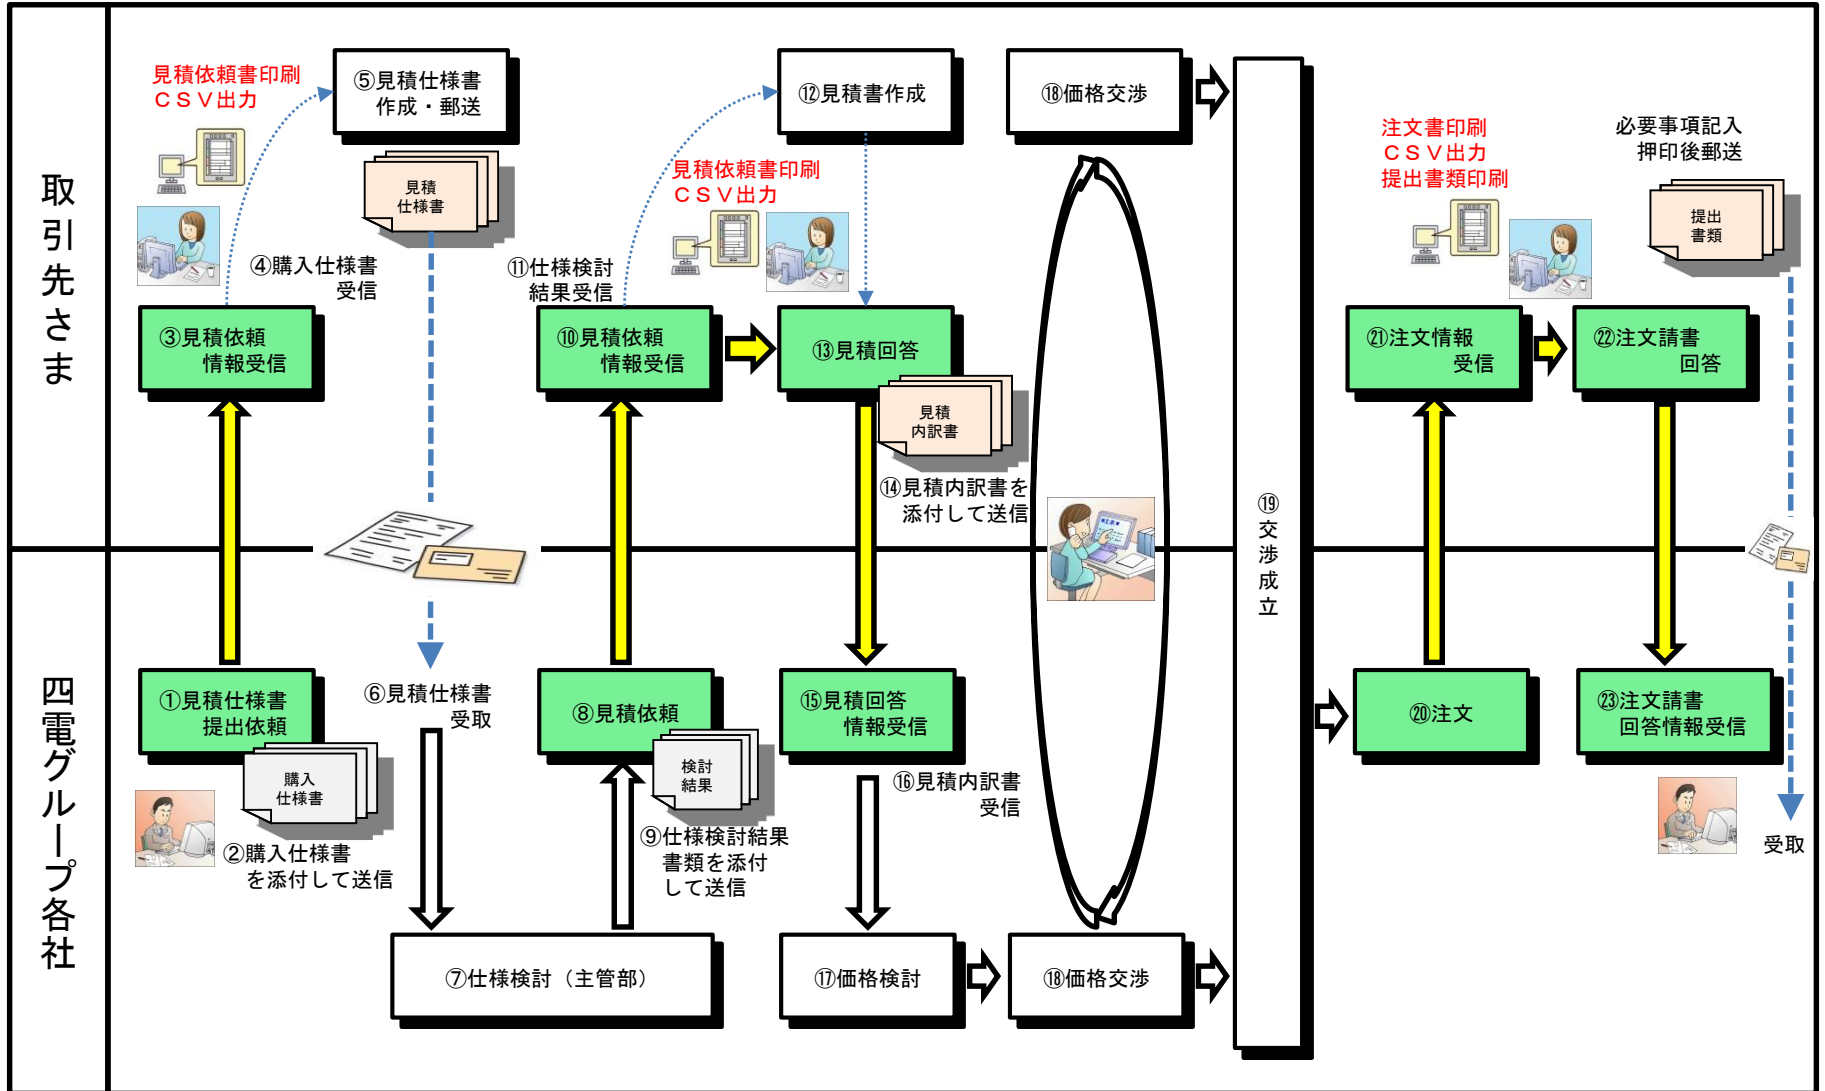 取引先さま
四電グループ各社
見積依頼書印刷
ＣＳＶ出力
⑤見積仕様書
作成・郵送
見積
仕様書
④購入仕様書
受信
③見積依頼
情報受信
①見積仕様書
提出依頼
購入
仕様書
②購入仕様書
を添付して送信
⑥見積仕様書
受取
⑦仕様検討（主管部）
⑧見積依頼
検討
結果
⑨仕様検討結果
書類を添付
して送信
⑪仕様検討
結果受信
⑩見積依頼
情報受信
⑫見積書作成
見積依頼書印刷
ＣＳＶ出力
⑬見積回答
見積
内訳書
⑭見積内訳書を
添付して送信
⑮見積回答
情報受信
⑯見積内訳書
受信
⑰価格検討
⑱価格交渉
⑱価格交渉
⑲交渉成立
⑳注文
注文書印刷
ＣＳＶ出力
提出書類印刷
㉑注文情報
受信
必要事項記入
押印後郵送
提出
書類
㉒注文請書
回答
㉓注文請書
回答情報受信
受取